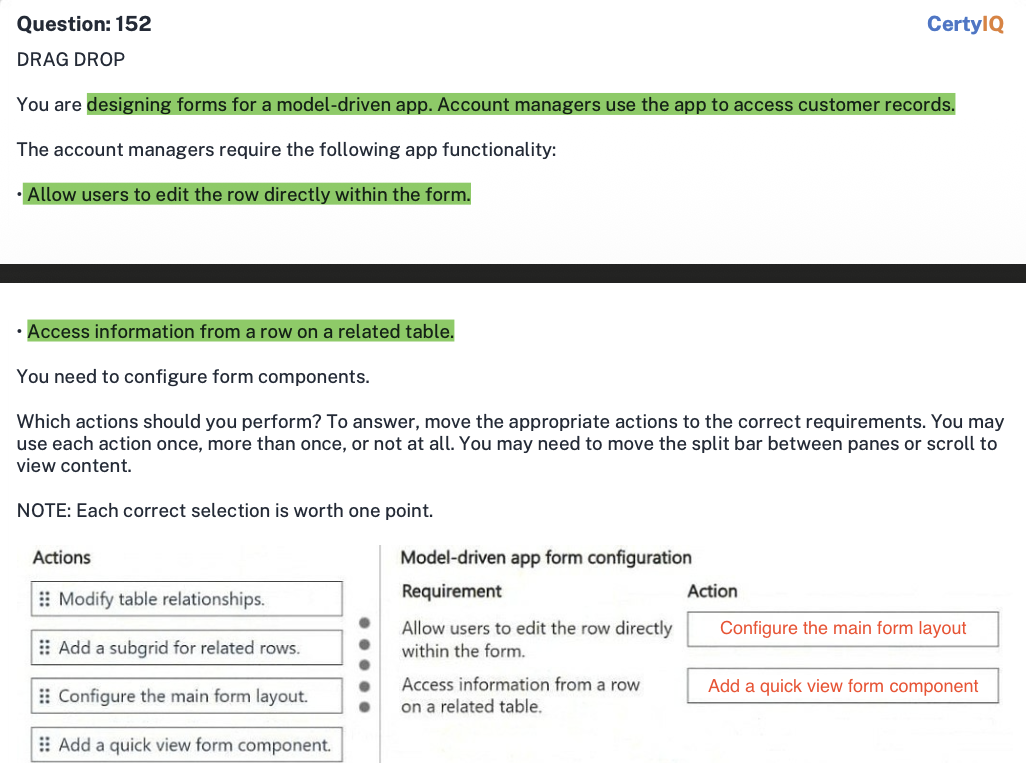 Question: 152
CertyIQ
DRAG DROP
You are designing forms for a model-driven app. Account managers use the app to access customer records.
The account managers require the following app functionality:
• Allow users to edit the row directly within the form.
• Access information from a row on a related table.
You need to configure form components.
Which actions should you perform? To answer, move the appropriate actions to the correct requirements. You may
use each action once, more than once, or not at all. You may need to move the split bar between panes or scroll to
view content.
NOTE: Each correct selection is worth one point.
Actions
Modify table relationships.
Add a subgrid for related rows.
Configure the main form layout.
Add a quick view form component.
Model-driven app form configuration
Requirement
Action
Allow users to edit the row directly
within the form.
Configure the main form layout
Access information from a row
on a related table.
Add a quick view form component